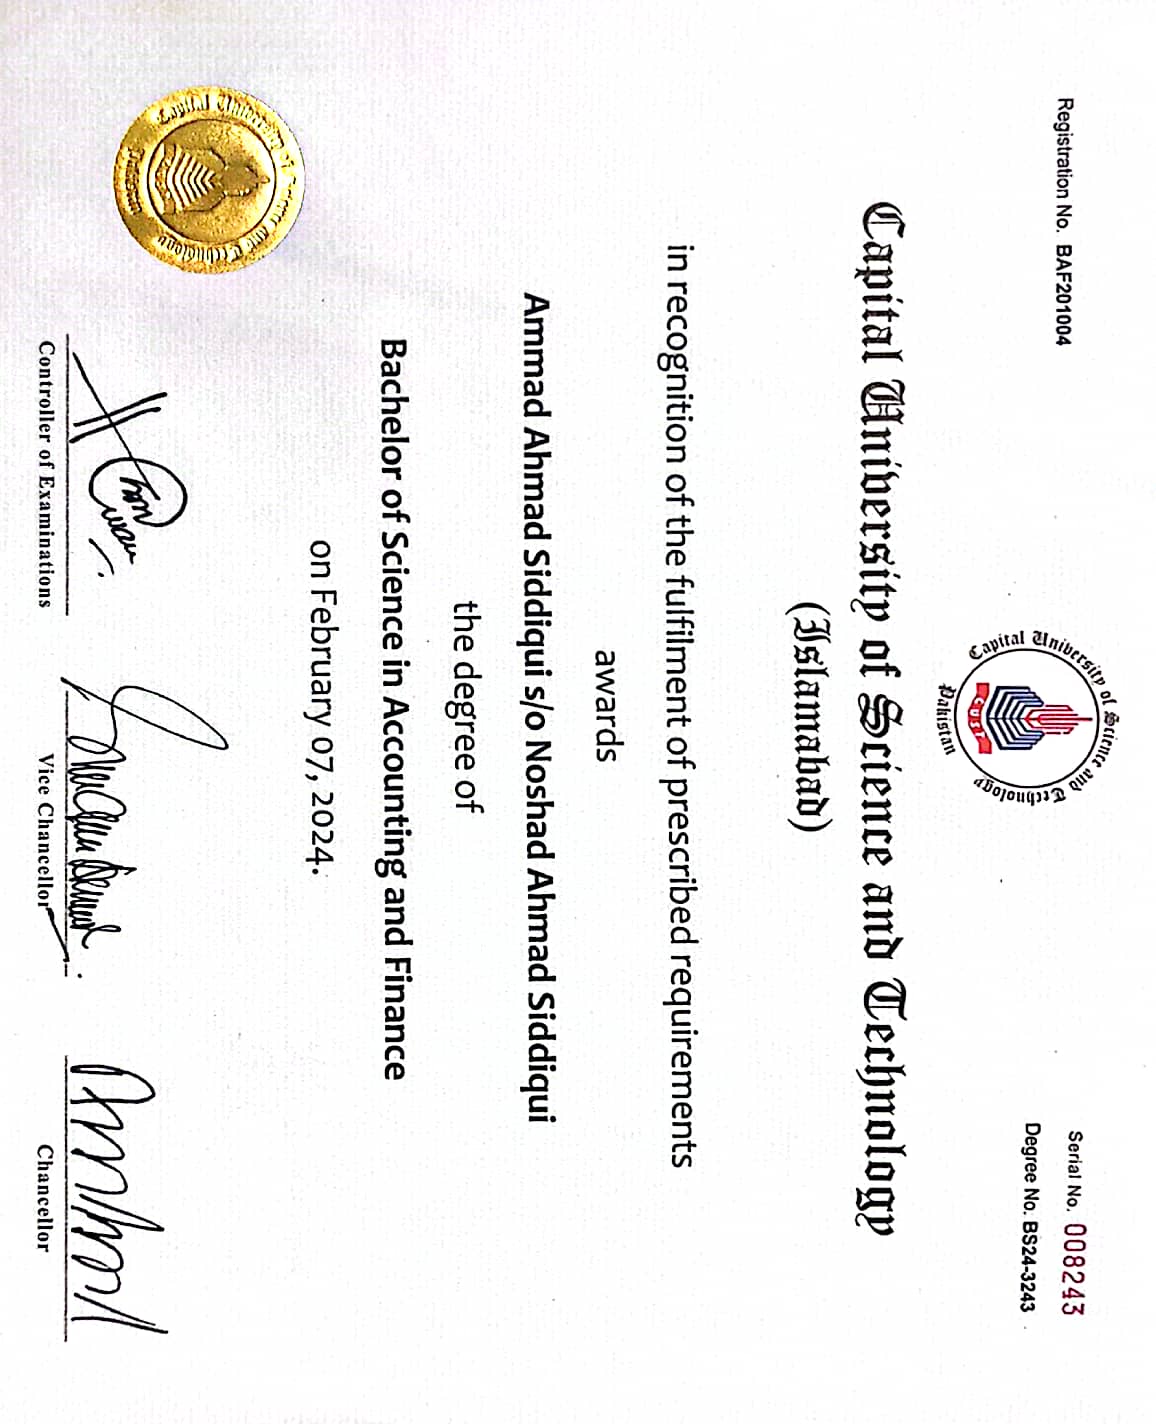 Registration No. BAF201004
Serial No. 008243
Degree No. BS24-3243
Capital University of Science and Technology
Pakistan
CUST
Capital University of Science and Technology
(Islamabad)
in recognition of the fulfilment of prescribed requirements
awards
Ammad Ahmad Siddiqui s/o Noshad Ahmad Siddiqui
the degree of
Bachelor of Science in Accounting and Finance
on February 07, 2024.
Capital University of Science and Technology
Controller of Examinations
Vice Chancellor
Chancellor